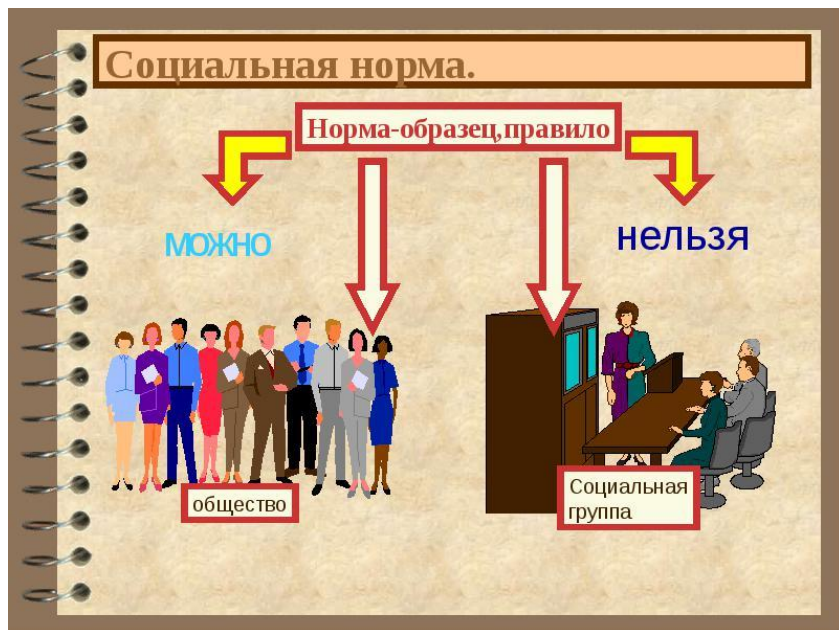 Социальная норма.
Норма-образец,правило
можно
нельзя
общество
Социальная
группа